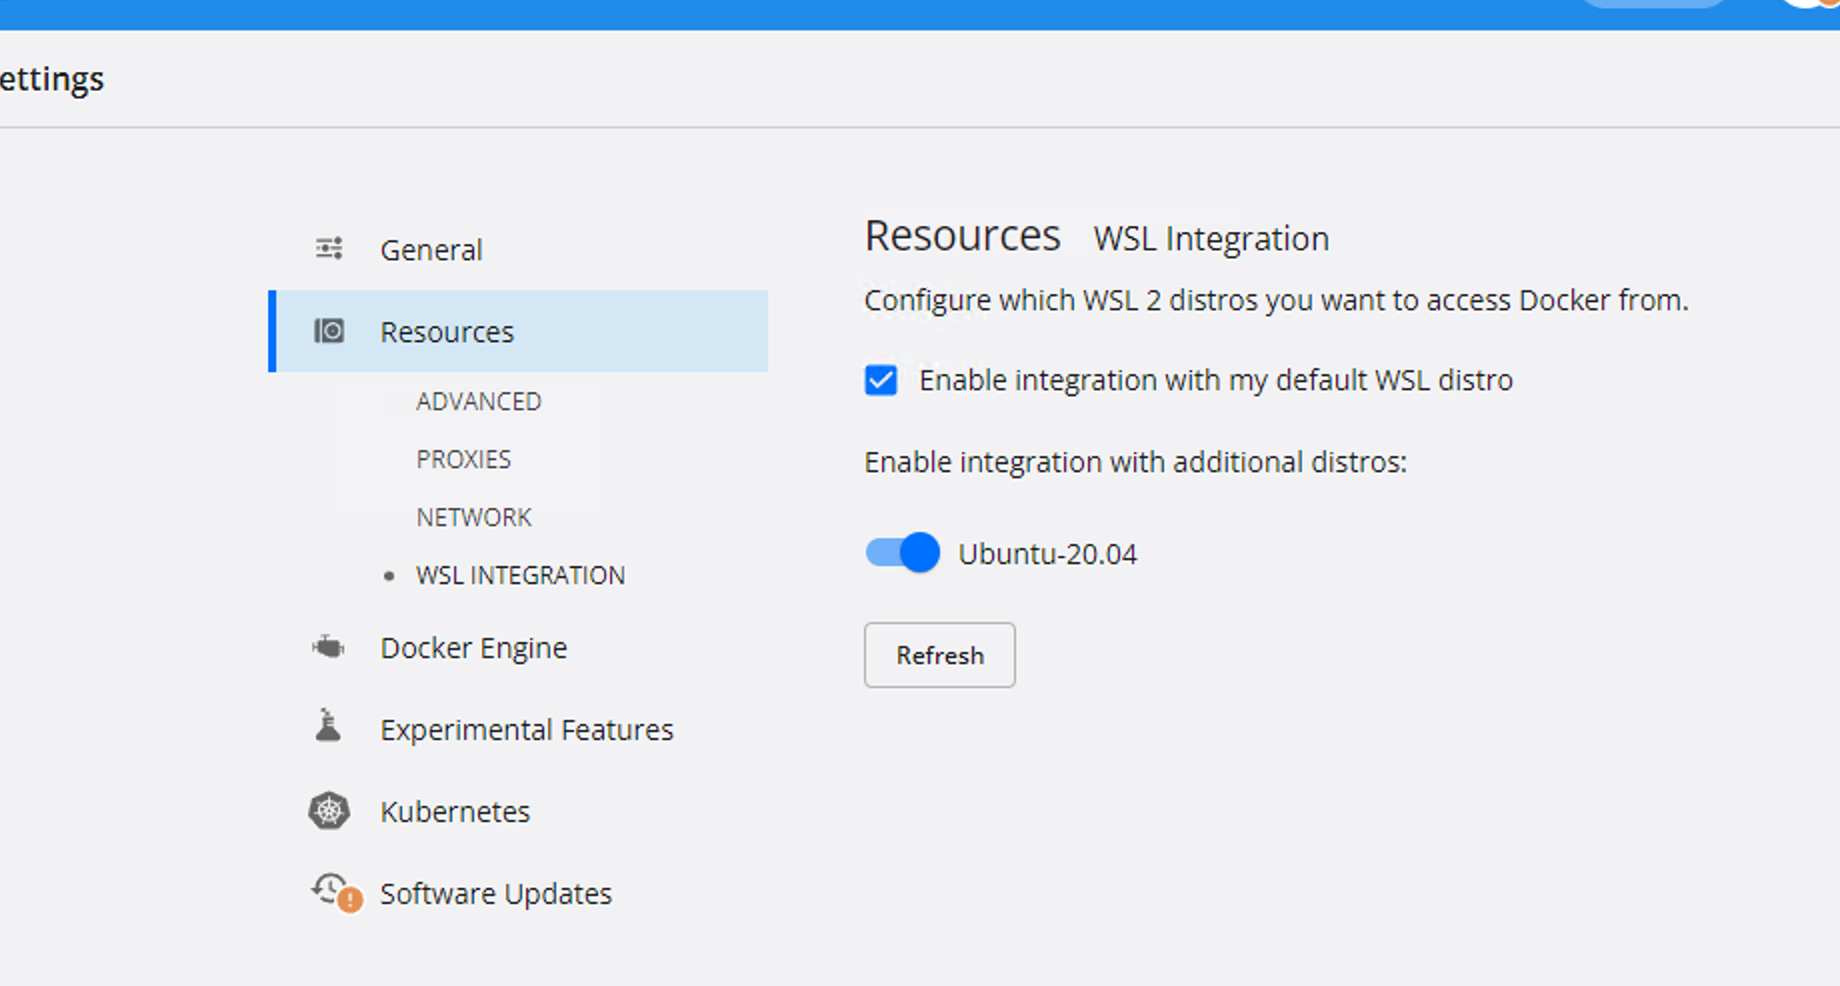 ettings
General
Resources
ADVANCED
PROXIES
NETWORK
WSL INTEGRATION
Docker Engine
Experimental Features
Kubernetes
Software Updates
Resources WSL Integration
Configure which WSL 2 distros you want to access Docker from.
Enable integration with my default WSL distro
Enable integration with additional distros:
Ubuntu-20.04
Refresh